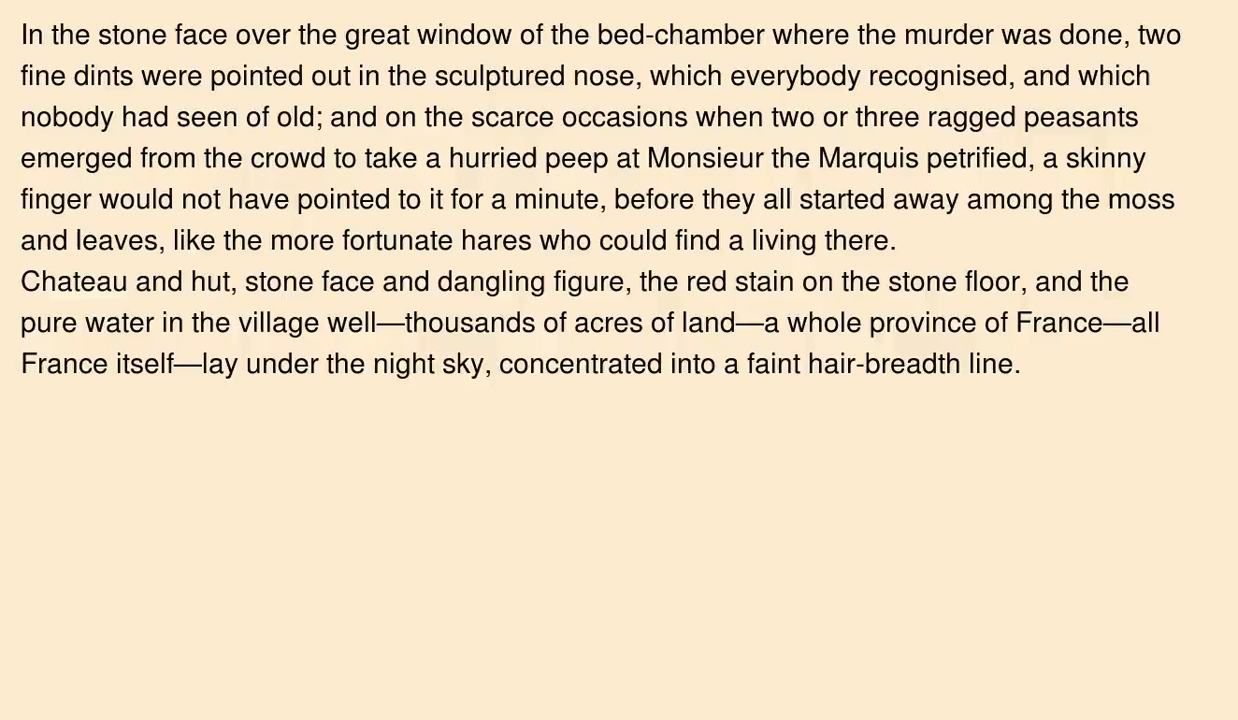 In the stone face over the great window of the bed-chamber where the murder was done, two
fine dints were pointed out in the sculptured nose, which everybody recognised, and which
nobody had seen of old; and on the scarce occasions when two or three ragged peasants
emerged from the crowd to take a hurried peep at Monsieur the Marquis petrified, a skinny
finger would not have pointed to it for a minute, before they all started away among the moss
and leaves, like the more fortunate hares who could find a living there.
Chateau and hut, stone face and dangling figure, the red stain on the stone floor, and the
pure water in the village well—thousands of acres of land—a whole province of France—all
France itself—lay under the night sky, concentrated into a faint hair-breadth line.